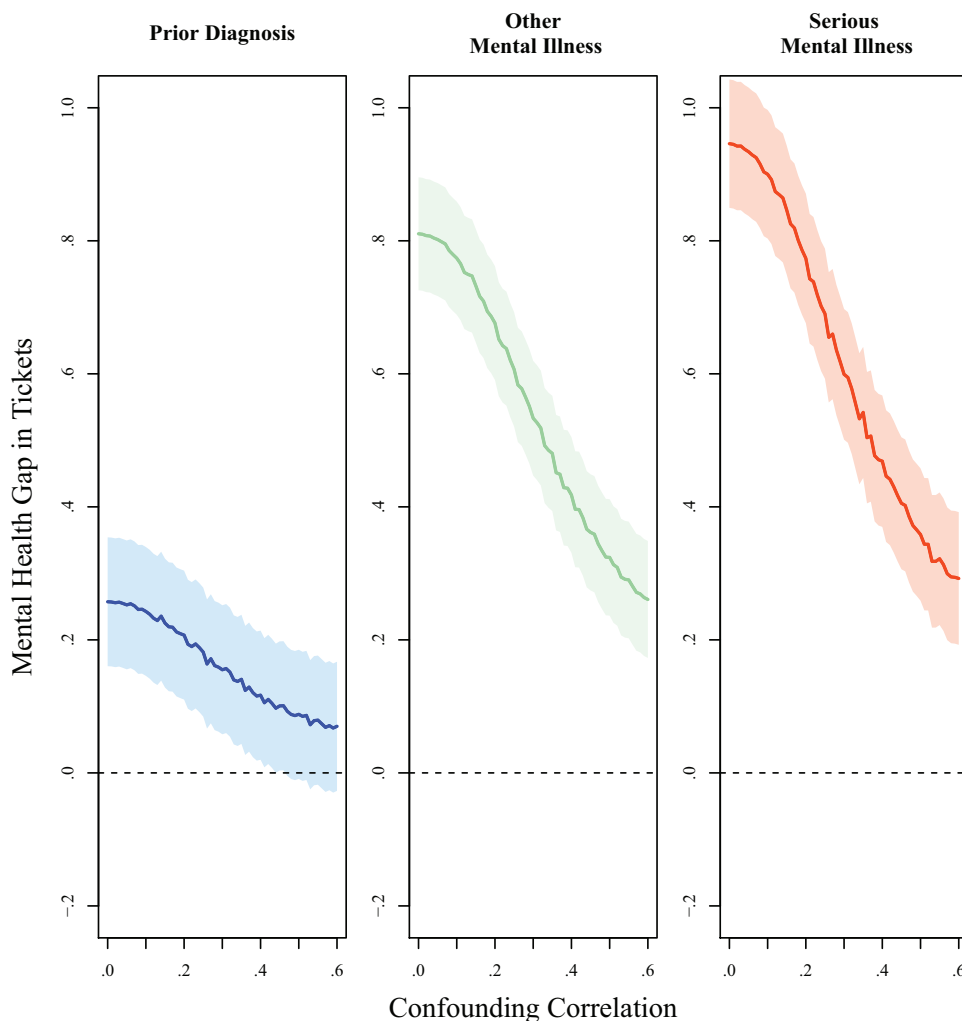 Prior Diagnosis
Other
Mental Illness
Serious
Mental Illness
Mental Health Gap in Tickets
1.0
.8
.6
.4
.2
.0
−.2
1.0
.8
.6
.4
.2
.0
−.2
1.0
.8
.6
.4
.2
.0
−.2
.0 .2 .4 .6
.0 .2 .4 .6
.0 .2 .4 .6
Confounding Correlation